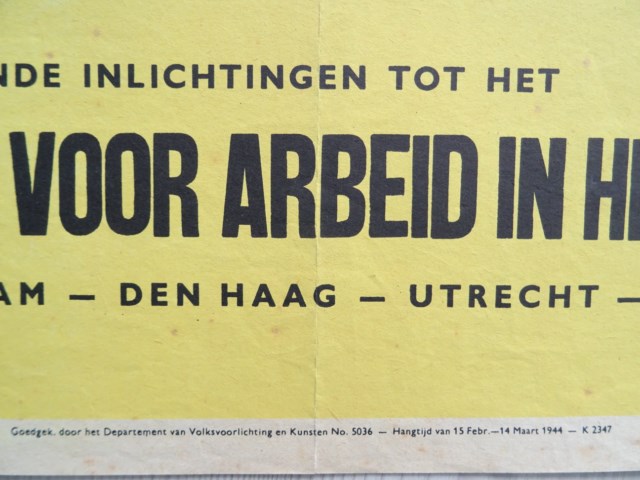 NDE INLICHTINGEN TOT HET
VOOR ARBEID IN HE
AM — DEN HAAG — UTRECHT —
Goedgek. door het Departement van Volksvoorlichting en Kunsten No. 5036 — Hangtijd van 15 Febr.—14 Maart 1944 — K 2347